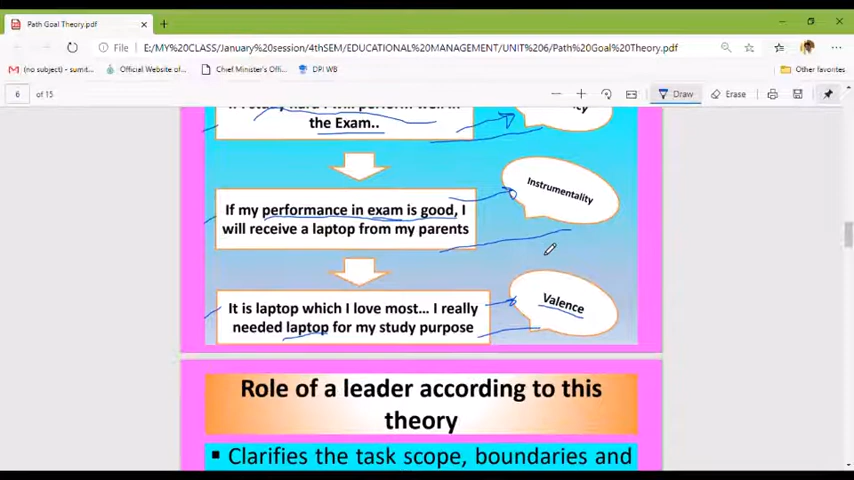 Path Goal Theory.pdf
File
E:/MY%20CLASS/January%20session/4thSEM/EDUCATIONAL%20MANAGEMENT/UNIT%206/Path%20Goal%20Theory.pdf
(no subject) - sumit...
Official Website of...
Chief Minister's Offi...
DPI WB
Other favorites
6 of 15
Draw
Erase
the Exam..
If my performance in exam is good, I
will receive a laptop from my parents
Instrumentality
It is laptop which I love most... I really
needed laptop for my study purpose
Valence
Role of a leader according to this
theory
▪ Clarifies the task scope, boundaries and